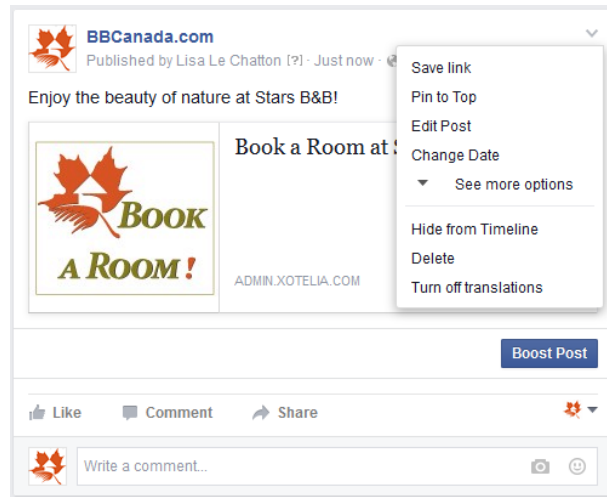 BBCanada.com
Published by Lisa Le Chatton [?] · Just now ·
Enjoy the beauty of nature at Stars B&B!
Book a Room at
BOOK
A ROOM!
ADMIN.XOTELIA.COM
Save link
Pin to Top
Edit Post
Change Date
See more options
Hide from Timeline
Delete
Turn off translations
Boost Post
Like Comment Share
Write a comment...